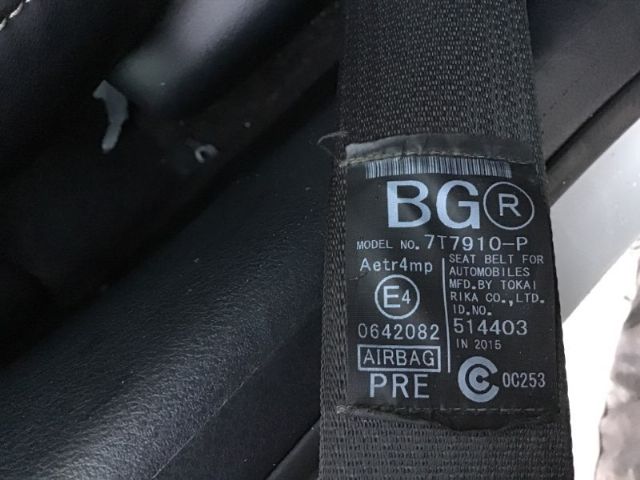 BG Ⓡ
MODEL NO. 7T7910-P
Aetr4mp
E4
0642082
AIRBAG
PRE
SEAT BELT FOR
AUTOMOBILES
MFD.BY TOKAI
RIKA CO.,LTD.
ID.NO.
514403
IN 2015
CCC 0C253